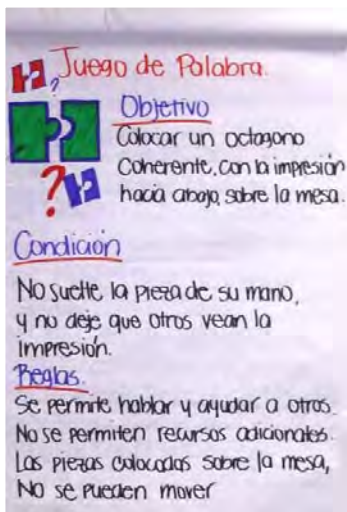 Juego de Palabra.
Objetivo
Colocar un octagono
Coherente, con la impresión
hacia abajo, sobre la mesa.
?
Condición
No suelte la pieza de su mano,
y no deje que otros vean la
impresión.
Reglas.
Se permite hablar y ayudar a otros.
No se permiten recursos adicionales.
Las piezas colocadas sobre la mesa,
No se pueden mover